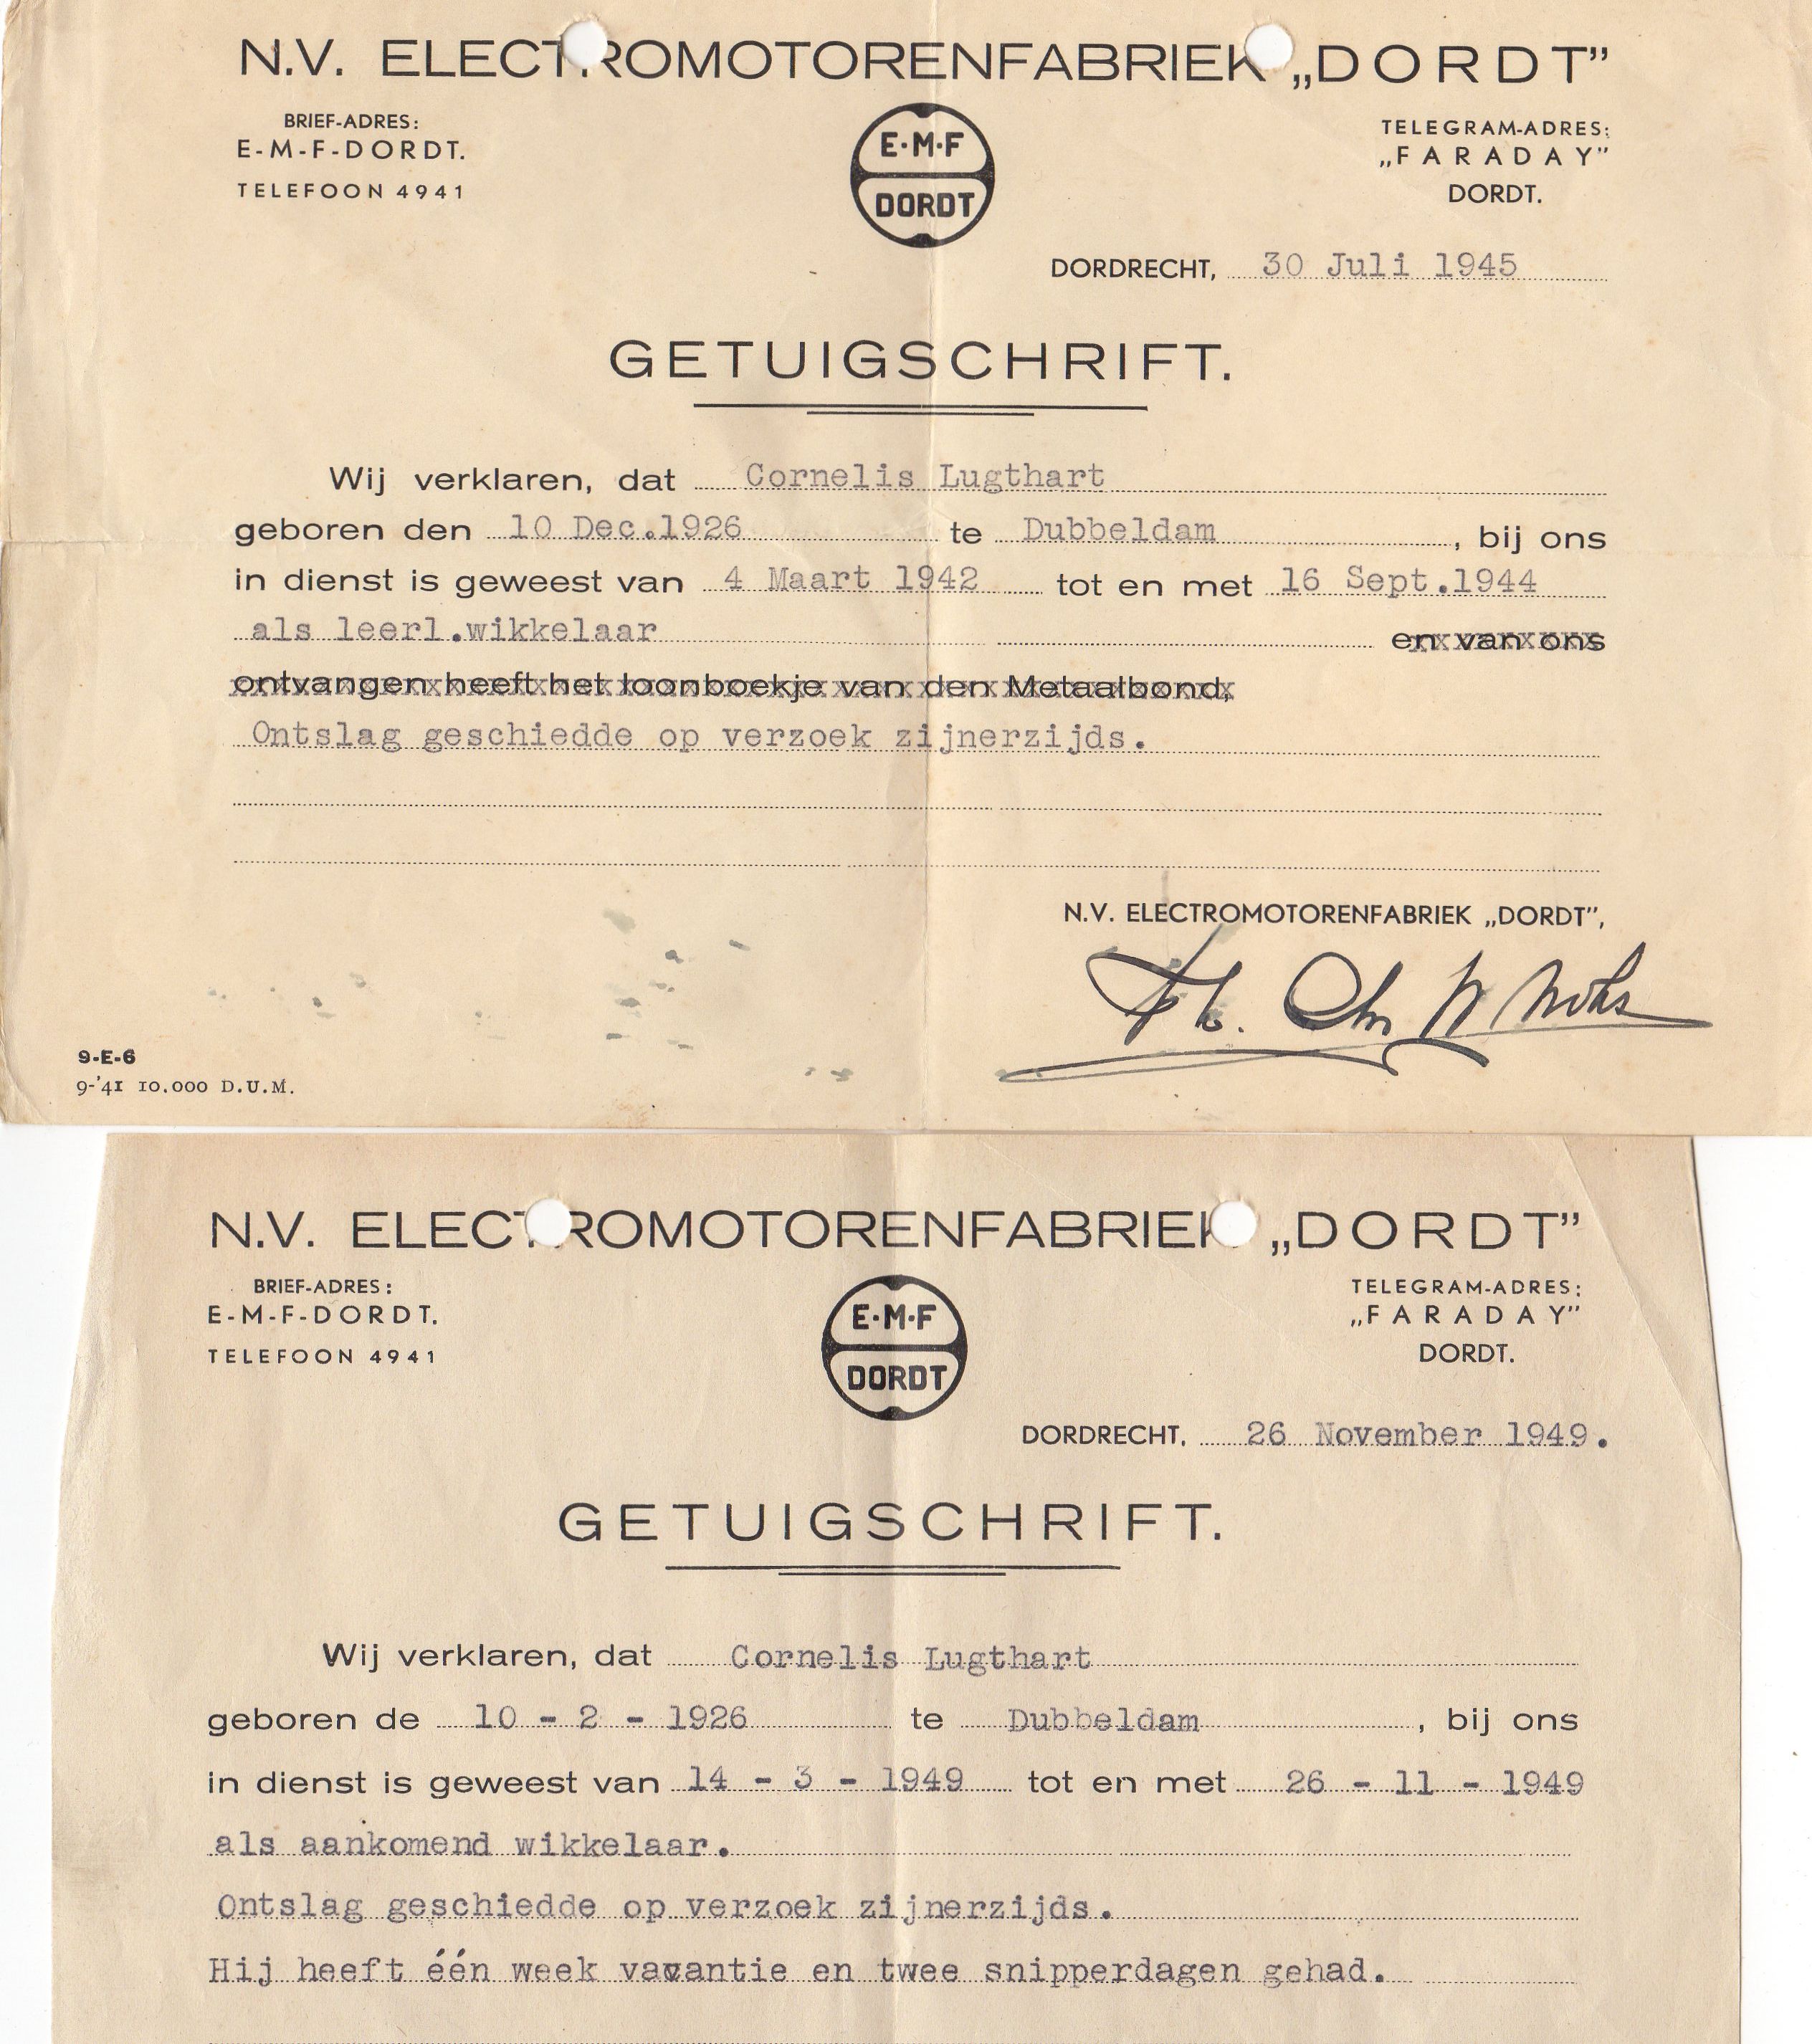 N.V. ELECTROMOTORENFABRIEK „DORDT”
BRIEF-ADRES:
E-M-F-DORDT.
TELEFOON 4941
E·M·F
DORDT
TELEGRAM-ADRES:
„FARADAY”
DORDT.
DORDRECHT, 30 Juli 1945
GETUIGSCHRIFT.
Wij verklaren, dat Cornelis Lugthart
geboren den 10 Dec.1926 te Dubbeldam , bij ons
in dienst is geweest van 4 Maart 1942 tot en met 16 Sept.1944
als leerl.wikkelaar en van ons
ontvangen heeft het loonboekje van den Metaalbond,
Ontslag geschiedde op verzoek zijnerzijds.
N.V. ELECTROMOTORENFABRIEK „DORDT”,
9-E-6
9-'41 10.000 D.U.M.
N.V. ELECTROMOTORENFABRIEK „DORDT”
BRIEF-ADRES:
E-M-F-DORDT.
TELEFOON 4941
E·M·F
DORDT
TELEGRAM-ADRES:
„FARADAY”
DORDT.
DORDRECHT, 26 November 1949.
GETUIGSCHRIFT.
Wij verklaren, dat Cornelis Lugthart
geboren de 10 - 2 - 1926 te Dubbeldam , bij ons
in dienst is geweest van 14 - 3 - 1949 tot en met 26 - 11 - 1949
als aankomend wikkelaar.
Ontslag geschiedde op verzoek zijnerzijds.
Hij heeft één week vacantie en twee snipperdagen gehad.